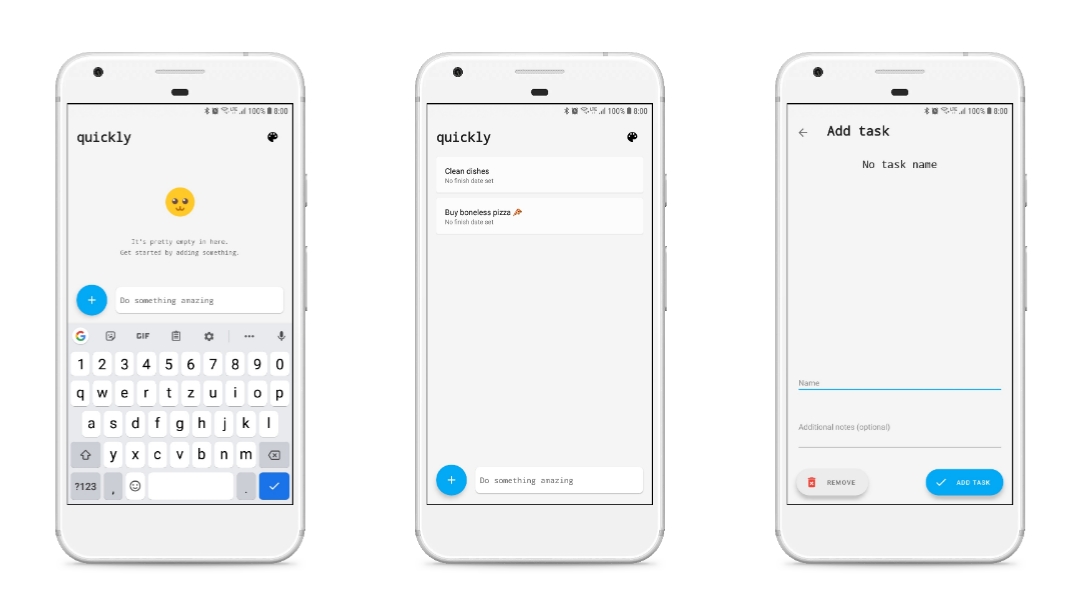 100% 8:00
quickly
It's pretty empty in here.
Get started by adding something.
Do something amazing
G GIF
1 2 3 4 5 6 7 8 9 0
q w e r t z u i o p
a s d f g h j k l
y x c v b n m
?123 , .
100% 8:00
quickly
Clean dishes
No finish date set
Buy boneless pizza 🍕
No finish date set
Do something amazing
100% 8:00
Add task
No task name
Name
Additional notes (optional)
REMOVE
ADD TASK